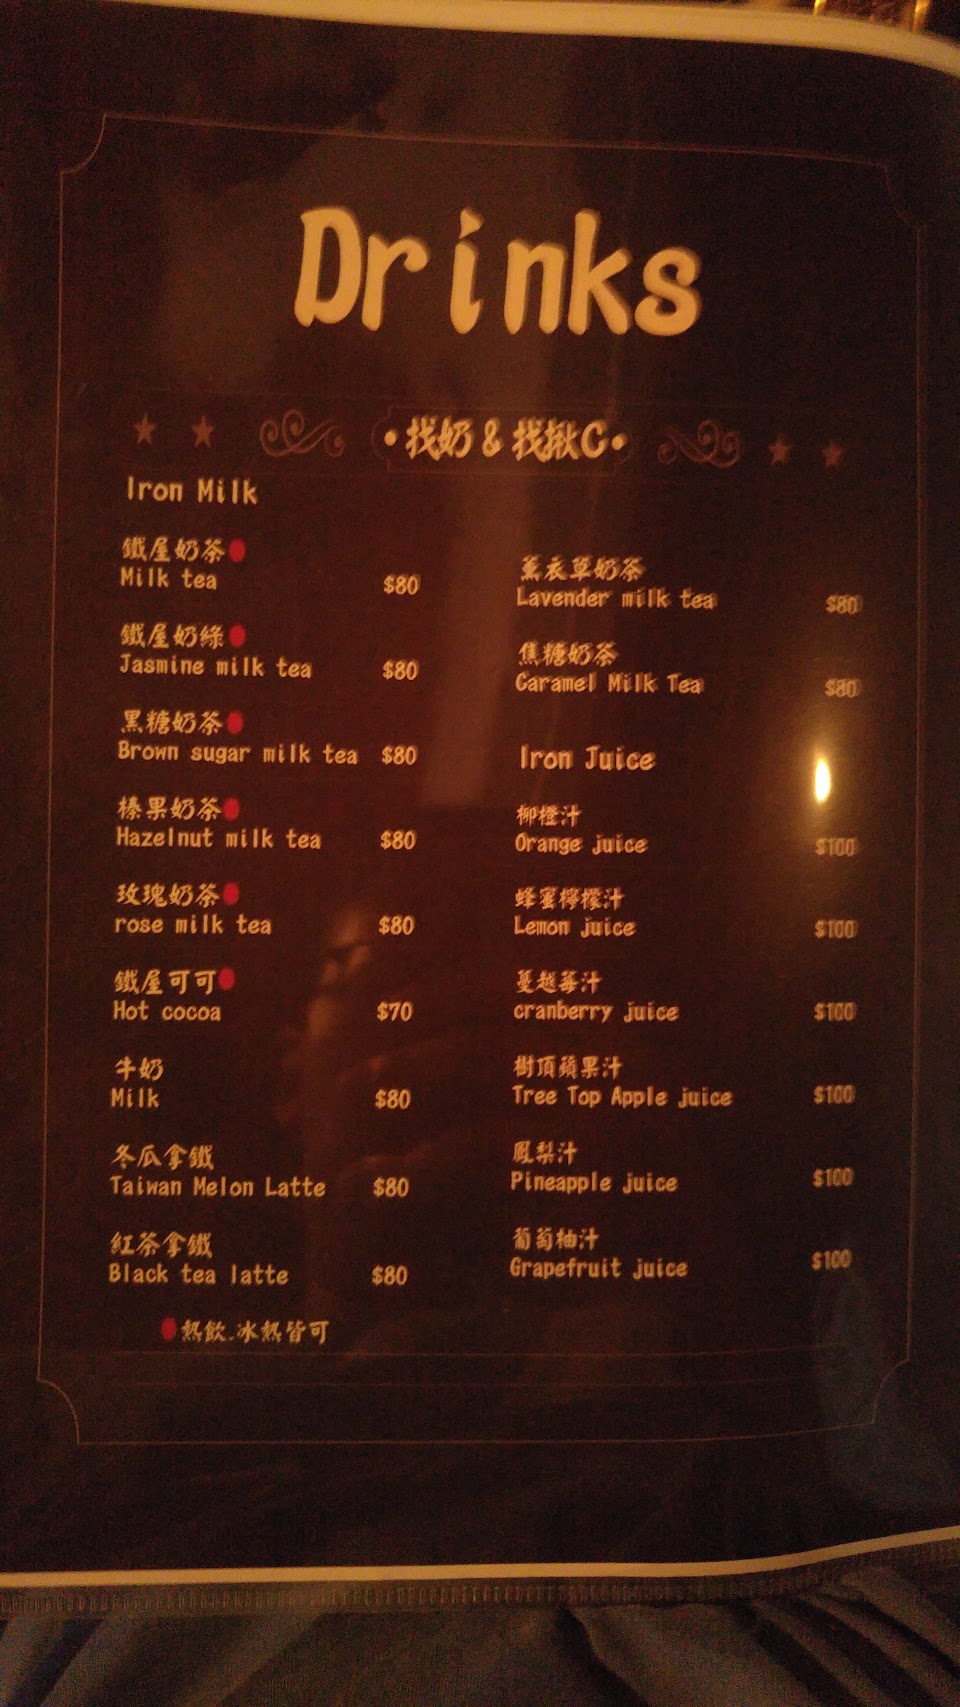 Drinks
•找奶 & 找揪C•
Iron Milk
鐵屋奶茶
Milk tea $80
鐵屋奶綠
Jasmine milk tea $80
黑糖奶茶
Brown sugar milk tea $80
榛果奶茶
Hazelnut milk tea $80
玫瑰奶茶
rose milk tea $80
鐵屋可可
Hot cocoa $70
牛奶
Milk $80
冬瓜拿鐵
Taiwan Melon Latte $80
紅茶拿鐵
Black tea latte $80
熱飲.冰熱皆可
薰衣草奶茶
Lavender milk tea $80
焦糖奶茶
Caramel Milk Tea $80
Iron Juice
柳橙汁
Orange juice $100
蜂蜜檸檬汁
Lemon juice $100
蔓越莓汁
cranberry juice $100
樹頂蘋果汁
Tree Top Apple juice $100
鳳梨汁
Pineapple juice $100
葡萄柚汁
Grapefruit juice $100